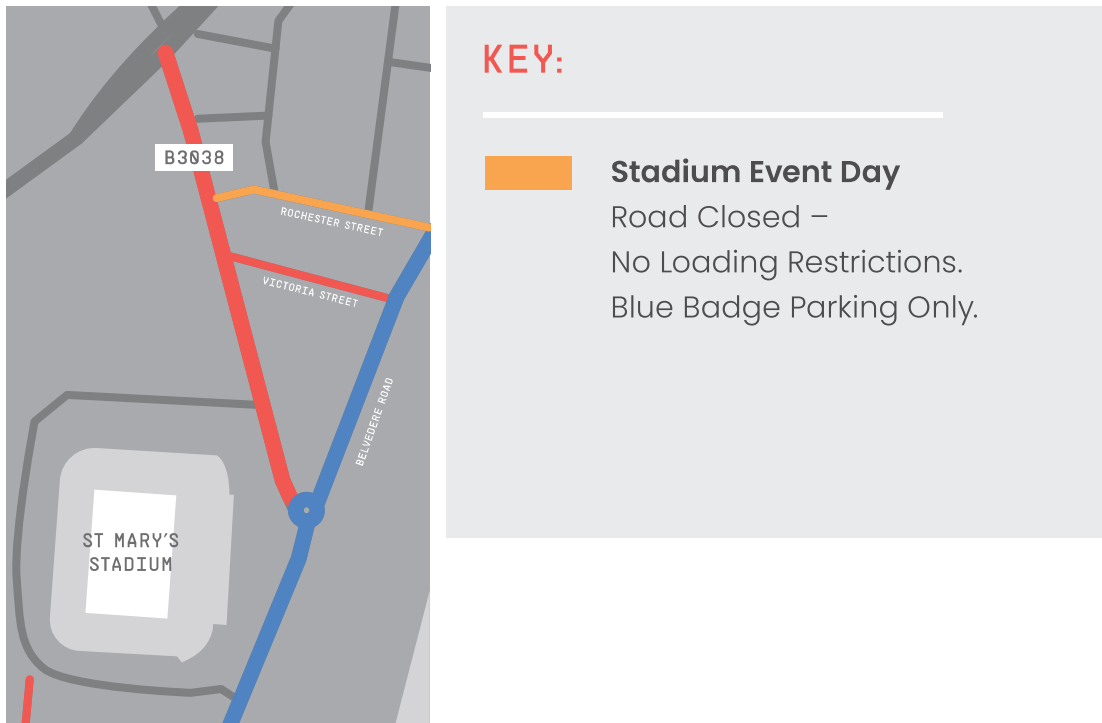 B3038
ROCHESTER STREET
VICTORIA STREET
BELVEDERE ROAD
ST MARY'S
STADIUM
KEY:
Stadium Event Day
Road Closed –
No Loading Restrictions.
Blue Badge Parking Only.